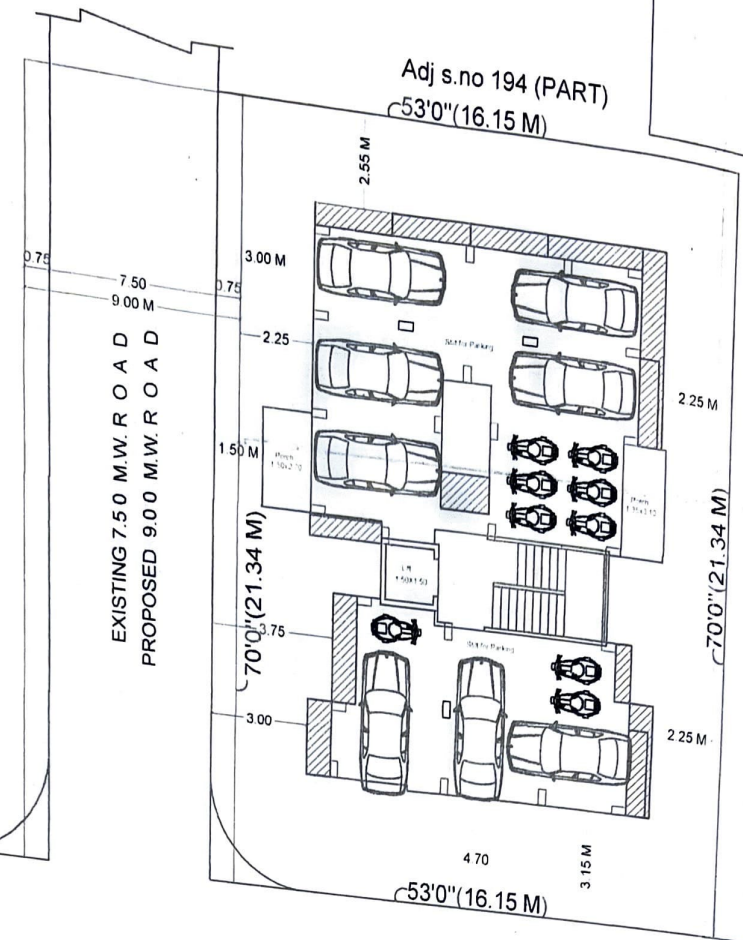 Adj s.no 194 (PART)
53'0"(16.15 M)
2.55 M
0.75
7.50
0.75
9.00 M
3.00 M
2.25
Stilt for Parking
2.25 M
EXISTING 7.50 M.W. ROAD
PROPOSED 9.00 M.W. ROAD
1.50 M
Porch
Porch
70'0"(21.34 M)
70'0"(21.34 M)
Lift
1.50X1.50
3.75
Stilt for Parking
3.00
2.25 M
4.70
3.15 M
53'0"(16.15 M)